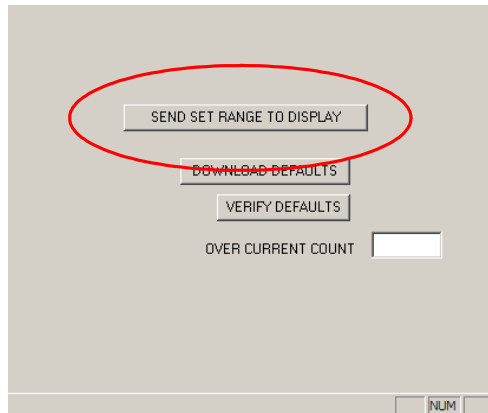 SEND SET RANGE TO DISPLAY
DOWNLOAD DEFAULTS
VERIFY DEFAULTS
OVER CURRENT COUNT
NUM